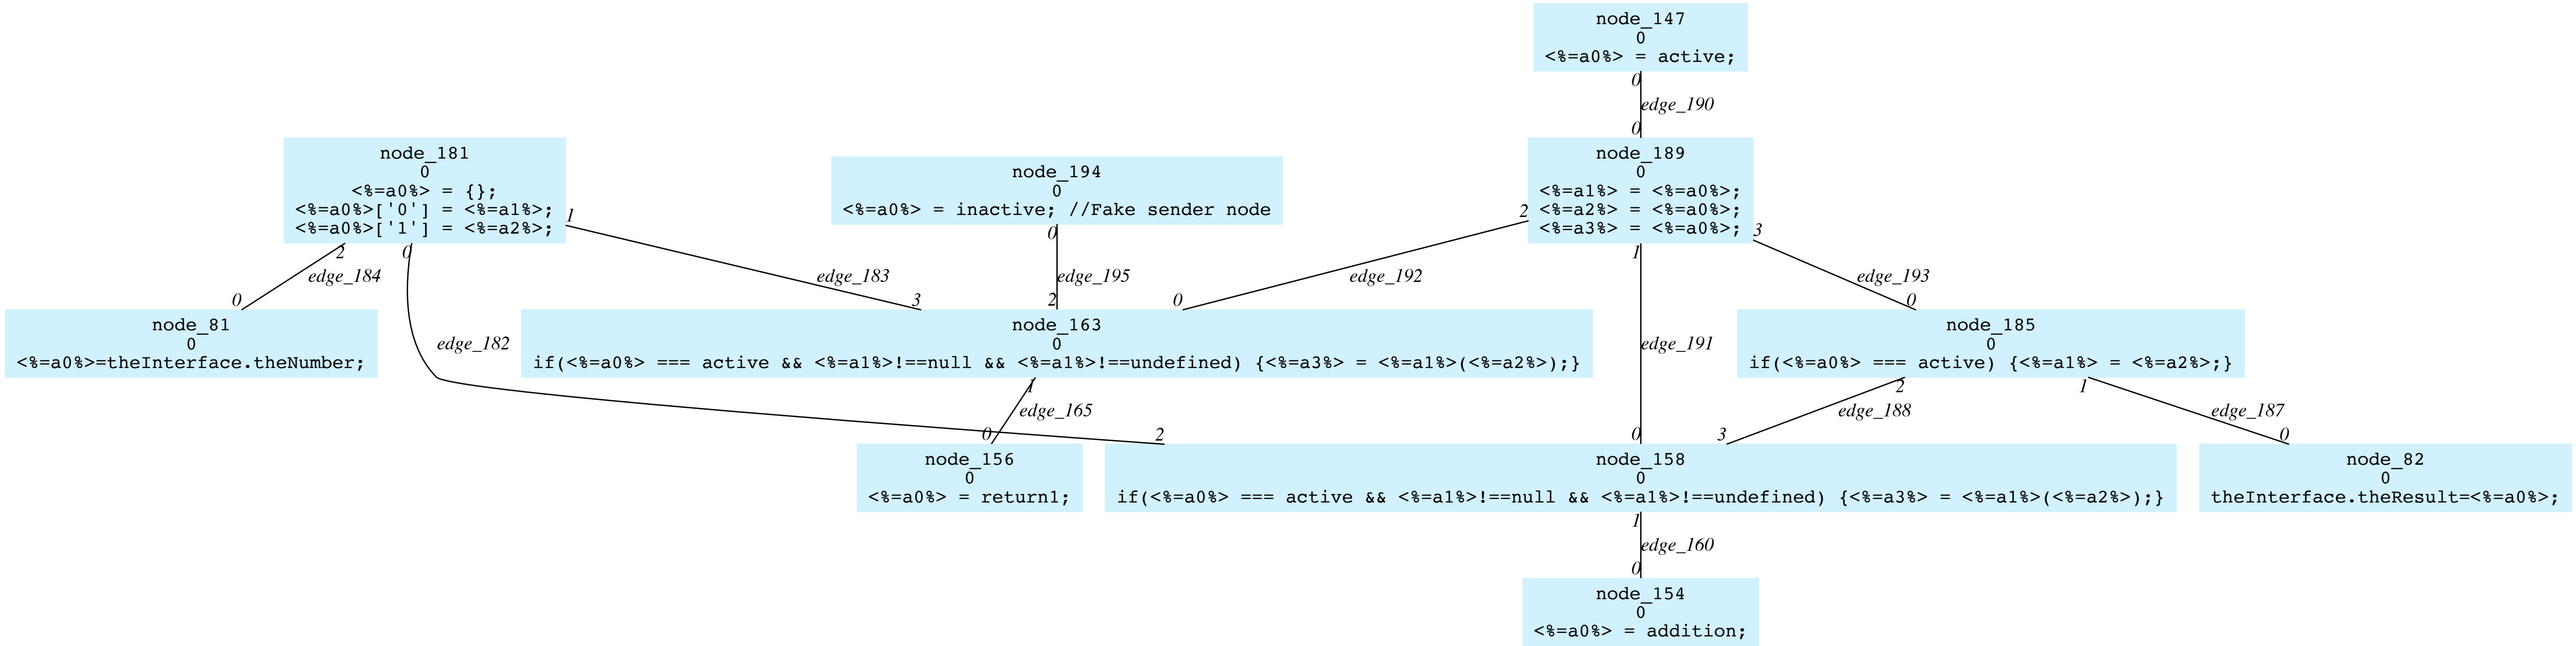 node_147
0
<%=a0%> = active;
0
edge_190
0
node_181
0
<%=a0%> = {};
<%=a0%>['0'] = <%=a1%>;
<%=a0%>['1'] = <%=a2%>;
1
2
0
node_194
0
<%=a0%> = inactive; //Fake sender node
0
node_189
0
<%=a1%> = <%=a0%>;
<%=a2%> = <%=a0%>;
<%=a3%> = <%=a0%>;
2
1
3
edge_184
edge_183
edge_195
edge_192
edge_193
0
3
2
0
0
node_81
0
<%=a0%>=theInterface.theNumber;
edge_182
node_163
0
if(<%=a0%> === active && <%=a1%>!==null && <%=a1%>!==undefined) {<%=a3%> = <%=a1%>(<%=a2%>);}
1
edge_191
node_185
0
if(<%=a0%> === active) {<%=a1%> = <%=a2%>;}
2
1
edge_165
edge_188
edge_187
0
2
0
3
0
node_156
0
<%=a0%> = return1;
node_158
0
if(<%=a0%> === active && <%=a1%>!==null && <%=a1%>!==undefined) {<%=a3%> = <%=a1%>(<%=a2%>);}
1
node_82
0
theInterface.theResult=<%=a0%>;
edge_160
0
node_154
0
<%=a0%> = addition;